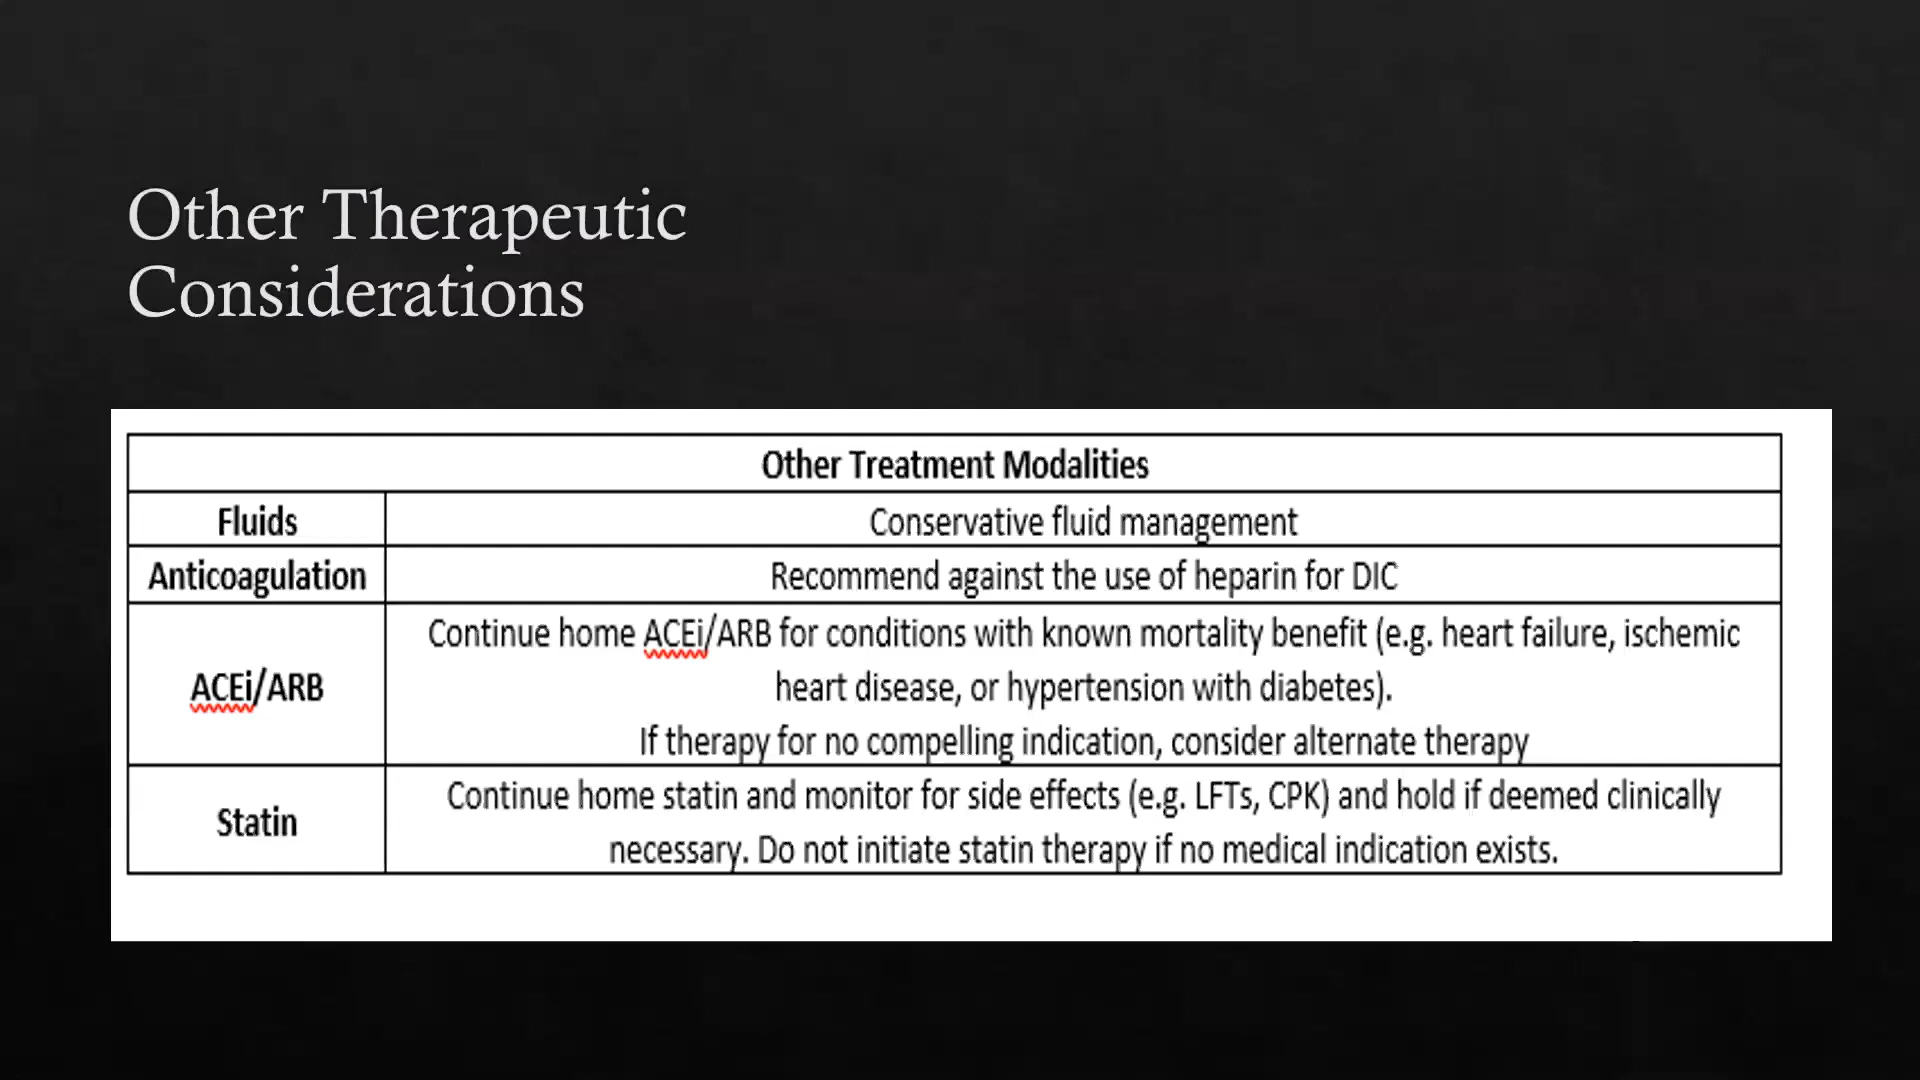 Other Therapeutic
Considerations
Other Treatment Modalities
Fluids
Conservative fluid management
Anticoagulation
Recommend against the use of heparin for DIC
ACEi/ARB
Continue home ACEi/ARB for conditions with known mortality benefit (e.g. heart failure, ischemic
heart disease, or hypertension with diabetes).
If therapy for no compelling indication, consider alternate therapy
Statin
Continue home statin and monitor for side effects (e.g. LFTs, CPK) and hold if deemed clinically
necessary. Do not initiate statin therapy if no medical indication exists.